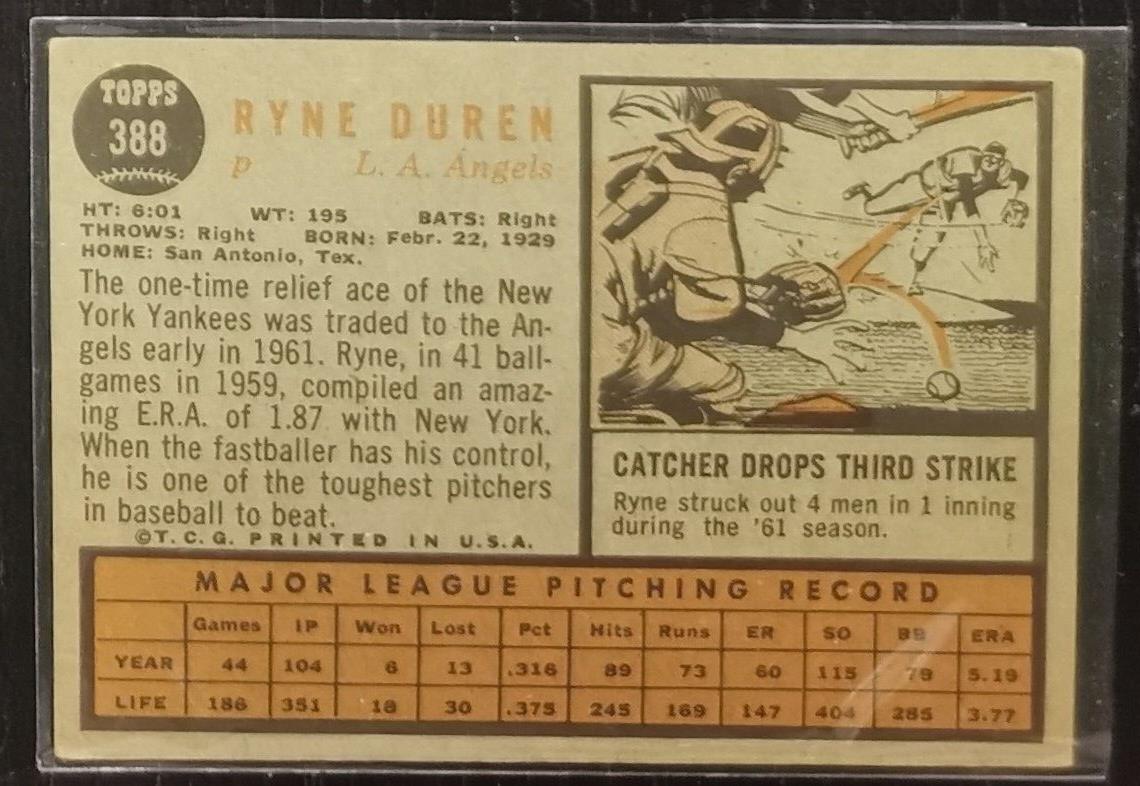 TOPPS
388
RYNE DUREN
p L. A. Angels
HT: 6:01 WT: 195 BATS: Right
THROWS: Right BORN: Febr. 22, 1929
HOME: San Antonio, Tex.
The one-time relief ace of the New
York Yankees was traded to the An-
gels early in 1961. Ryne, in 41 ball-
games in 1959, compiled an amaz-
ing E.R.A. of 1.87 with New York.
When the fastballer has his control,
he is one of the toughest pitchers
in baseball to beat.
©T. C. G. PRINTED IN U.S.A.
CATCHER DROPS THIRD STRIKE
Ryne struck out 4 men in 1 inning
during the '61 season.
MAJOR LEAGUE PITCHING RECORD
Games IP Won Lost Pct Hits Runs ER SO BB ERA
YEAR 44 104 6 13 .316 89 73 60 115 79 5.19
LIFE 186 351 18 30 .375 245 169 147 404 285 3.77